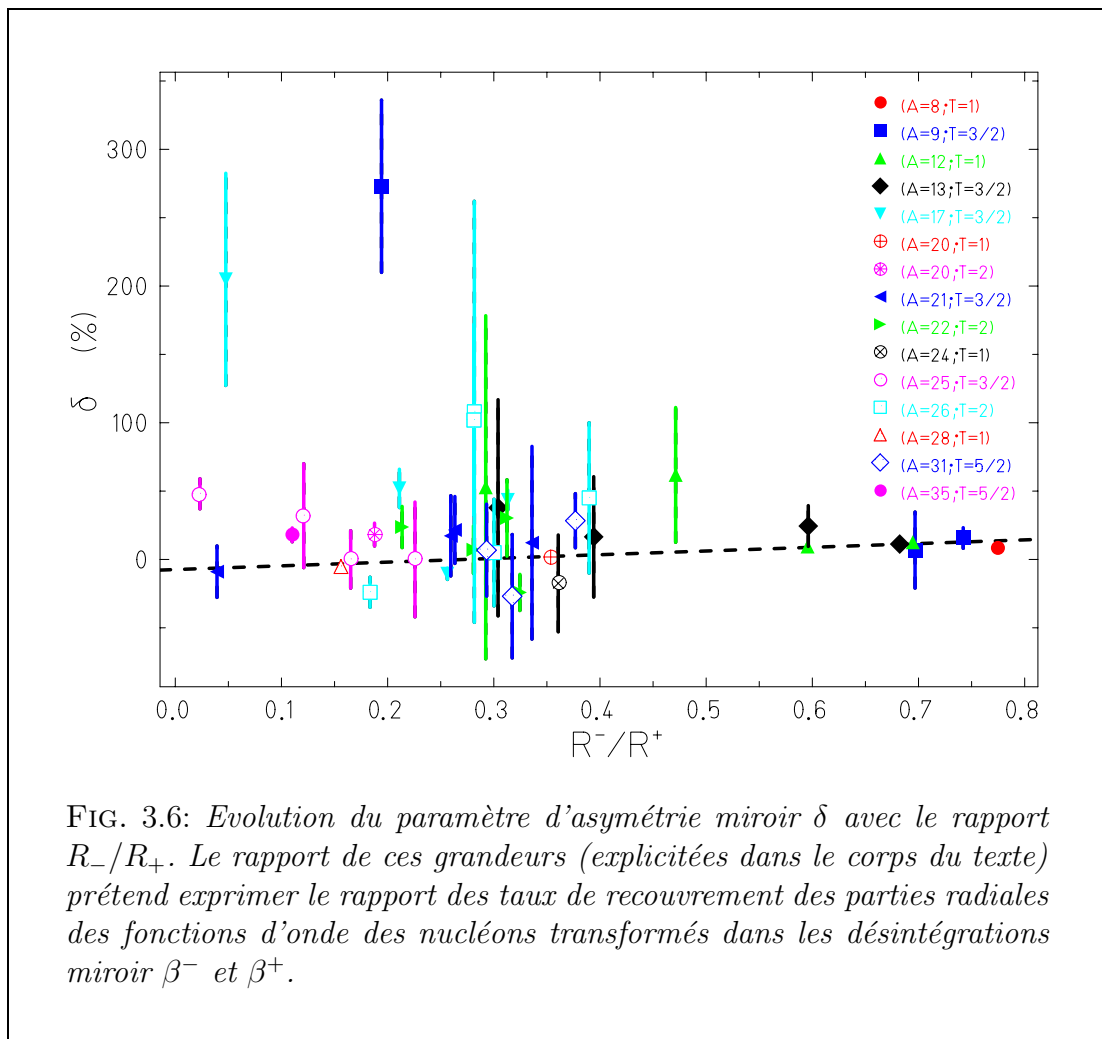 300
200
100
0
δ (%)
(A=8;T=1)
(A=9;T=3/2)
(A=12;T=1)
(A=13;T=3/2)
(A=17;T=3/2)
(A=20;T=1)
(A=20;T=2)
(A=21;T=3/2)
(A=22;T=2)
(A=24;T=1)
(A=25;T=3/2)
(A=26;T=2)
(A=28;T=1)
(A=31;T=5/2)
(A=35;T=5/2)
0.0 0.1 0.2 0.3 0.4 0.5 0.6 0.7 0.8
R⁻/R⁺
FIG. 3.6: Evolution du paramètre d'asymétrie miroir δ avec le rapport
R₋/R₊. Le rapport de ces grandeurs (explicitées dans le corps du texte)
prétend exprimer le rapport des taux de recouvrement des parties radiales
des fonctions d'onde des nucléons transformés dans les désintégrations
miroir β⁻ et β⁺.